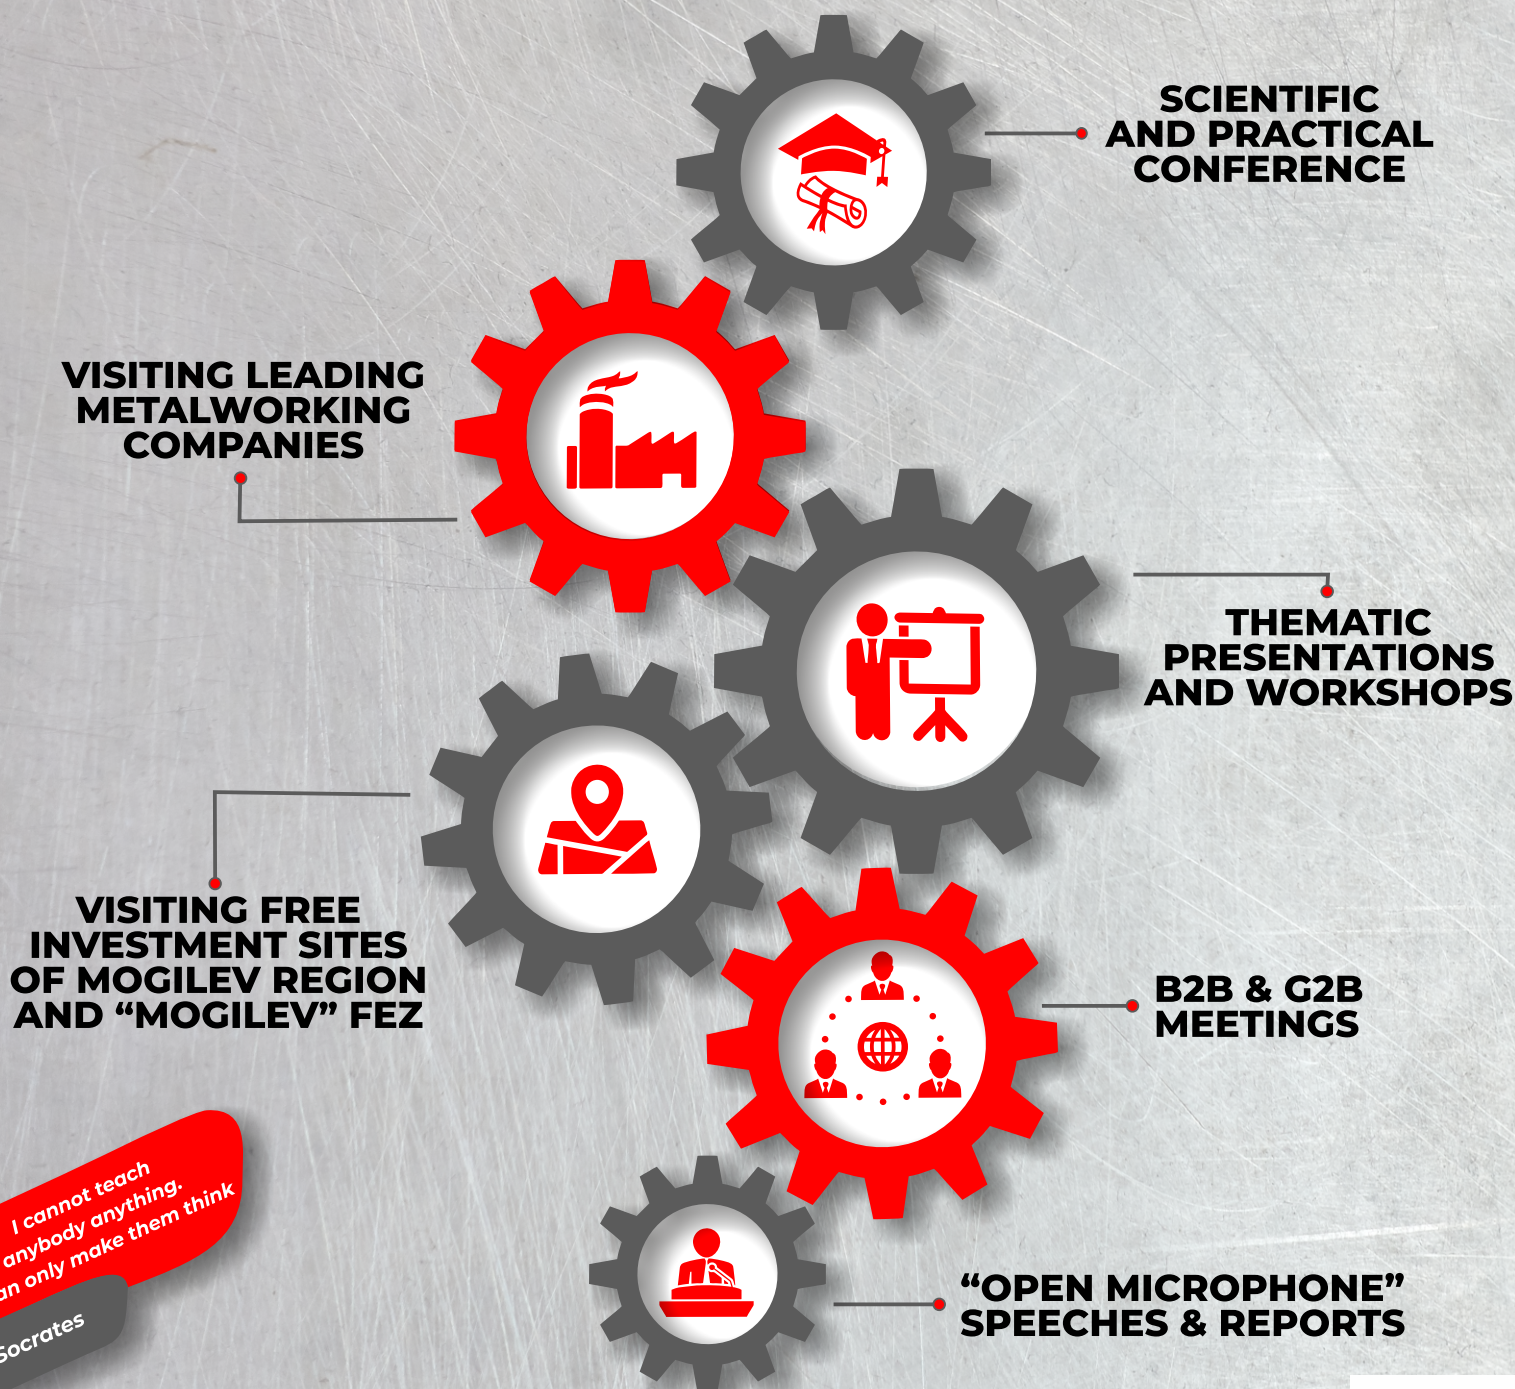 SCIENTIFIC
AND PRACTICAL
CONFERENCE
VISITING LEADING
METALWORKING
COMPANIES
THEMATIC
PRESENTATIONS
AND WORKSHOPS
VISITING FREE
INVESTMENT SITES
OF MOGILEV REGION
AND “MOGILEV” FEZ
B2B & G2B
MEETINGS
I cannot teach
anybody anything.
only make them think
Socrates
“OPEN MICROPHONE”
SPEECHES & REPORTS